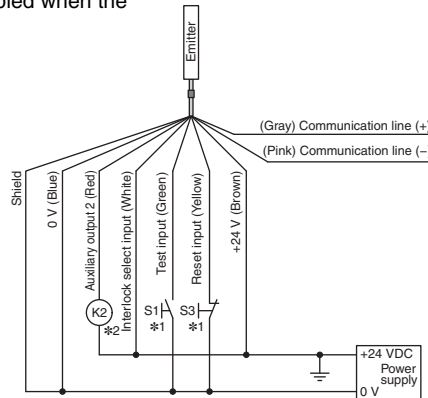 bled when the
Emitter
(Gray) Communication line (+)
(Pink) Communication line (−)
Shield
0 V (Blue)
Auxiliary output 2 (Red)
Interlock select input (White)
Test input (Green)
Reset input (Yellow)
+24 V (Brown)
K2
*2
S1
*1
S3
*1
+24 VDC
Power
supply
0 V